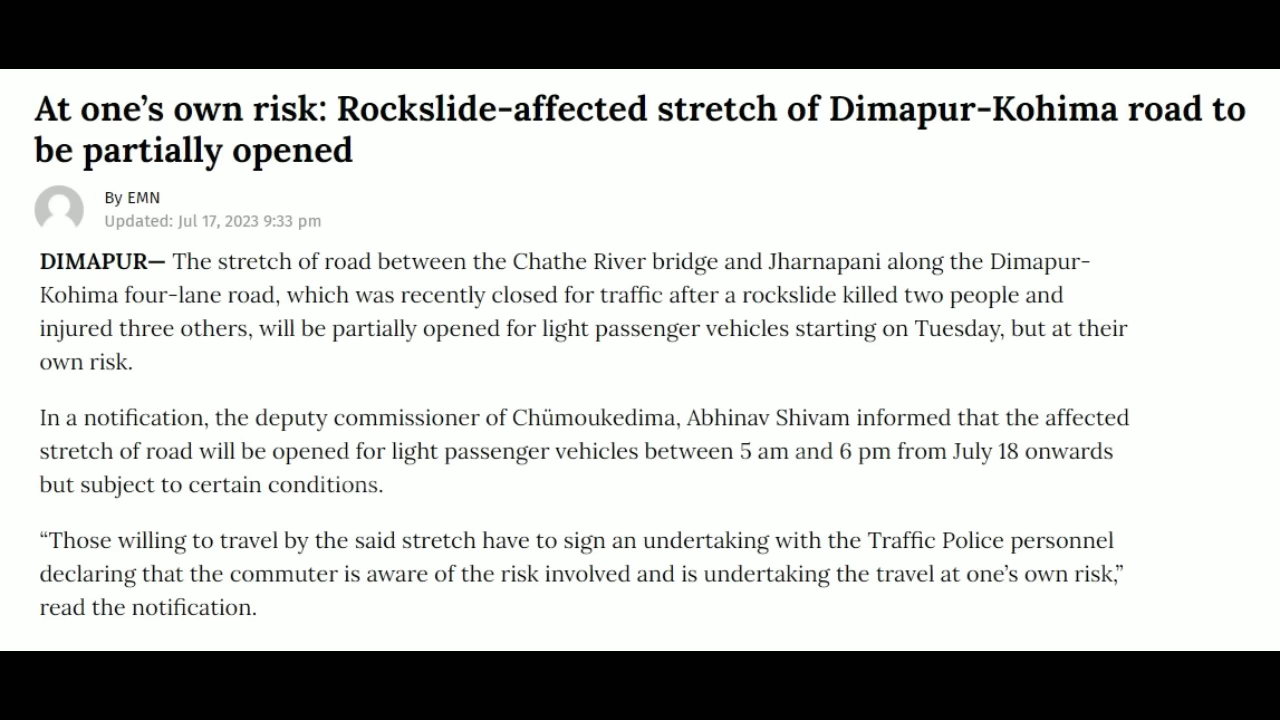 At one’s own risk: Rockslide-affected stretch of Dimapur-Kohima road to
be partially opened
By EMN
Updated: Jul 17, 2023 9:33 pm
DIMAPUR— The stretch of road between the Chathe River bridge and Jharnapani along the Dimapur-
Kohima four-lane road, which was recently closed for traffic after a rockslide killed two people and
injured three others, will be partially opened for light passenger vehicles starting on Tuesday, but at their
own risk.
In a notification, the deputy commissioner of Chümoukedima, Abhinav Shivam informed that the affected
stretch of road will be opened for light passenger vehicles between 5 am and 6 pm from July 18 onwards
but subject to certain conditions.
“Those willing to travel by the said stretch have to sign an undertaking with the Traffic Police personnel
declaring that the commuter is aware of the risk involved and is undertaking the travel at one’s own risk,”
read the notification.